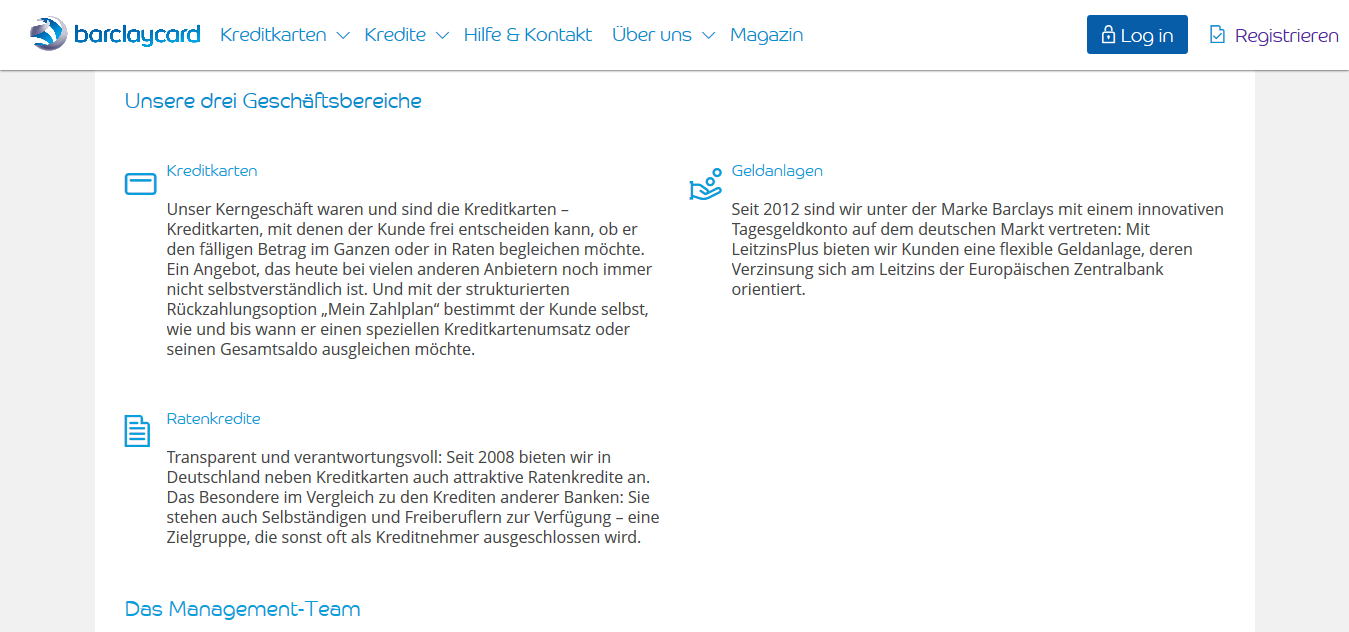 barclaycard Kreditkarten Kredite Hilfe & Kontakt Über uns Magazin Log in Registrieren
Unsere drei Geschäftsbereiche
Kreditkarten
Unser Kerngeschäft waren und sind die Kreditkarten –
Kreditkarten, mit denen der Kunde frei entscheiden kann, ob er
den fälligen Betrag im Ganzen oder in Raten begleichen möchte.
Ein Angebot, das heute bei vielen anderen Anbietern noch immer
nicht selbstverständlich ist. Und mit der strukturierten
Rückzahlungsoption „Mein Zahlplan“ bestimmt der Kunde selbst,
wie und bis wann er einen speziellen Kreditkartenumsatz oder
seinen Gesamtsaldo ausgleichen möchte.
Geldanlagen
Seit 2012 sind wir unter der Marke Barclays mit einem innovativen
Tagesgeldkonto auf dem deutschen Markt vertreten: Mit
LeitzinsPlus bieten wir Kunden eine flexible Geldanlage, deren
Verzinsung sich am Leitzins der Europäischen Zentralbank
orientiert.
Ratenkredite
Transparent und verantwortungsvoll: Seit 2008 bieten wir in
Deutschland neben Kreditkarten auch attraktive Ratenkredite an.
Das Besondere im Vergleich zu den Krediten anderer Banken: Sie
stehen auch Selbständigen und Freiberuflern zur Verfügung – eine
Zielgruppe, die sonst oft als Kreditnehmer ausgeschlossen wird.
Das Management-Team